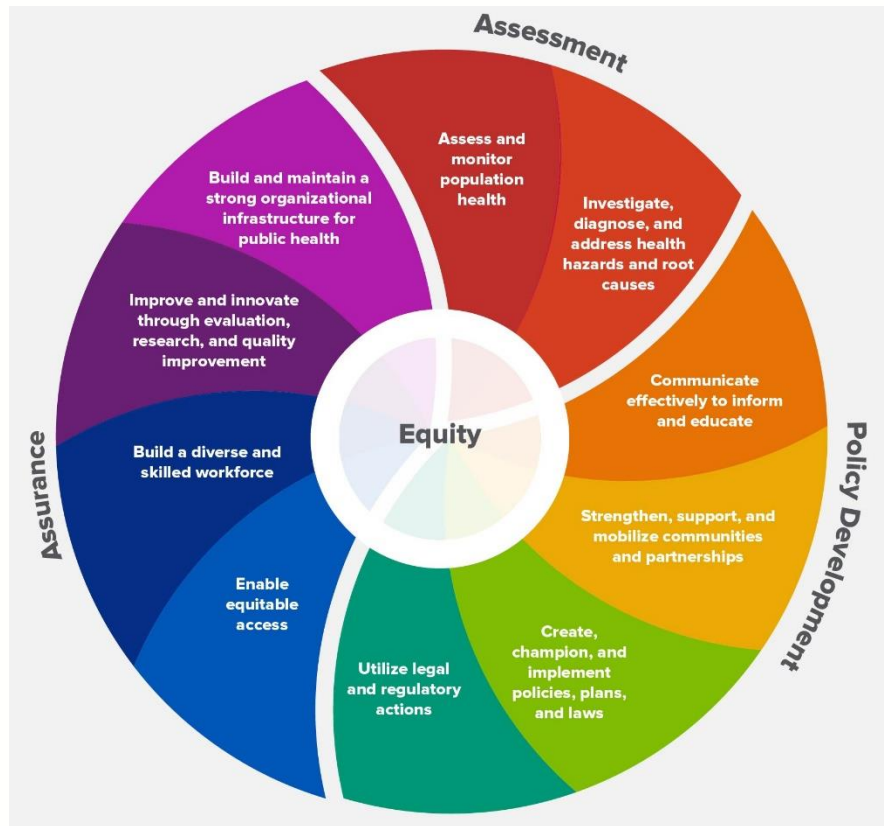 Assessment
Assess and
monitor
population
health
Investigate,
diagnose, and
address health
hazards and root
causes
Communicate
effectively to inform
and educate
Strengthen, support, and
mobilize communities
and partnerships
Create,
champion, and
implement
policies, plans,
and laws
Utilize legal
and regulatory
actions
Policy Development
Enable
equitable
access
Build a diverse and
skilled workforce
Improve and innovate
through evaluation,
research, and quality
improvement
Build and maintain a
strong organizational
infrastructure for
public health
Assurance
Equity